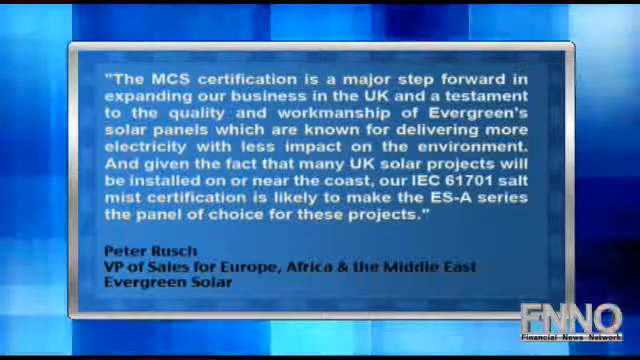 "The MCS certification is a major step forward in
expanding our business in the UK and a testament
to the quality and workmanship of Evergreen's
solar panels which are known for delivering more
electricity with less impact on the environment.
And given the fact that many UK solar projects will
be installed on or near the coast, our IEC 61701 salt
mist certification is likely to make the ES-A series
the panel of choice for these projects."
Peter Rusch
VP of Sales for Europe, Africa & the Middle East
Evergreen Solar
FNNO
Financial News Network